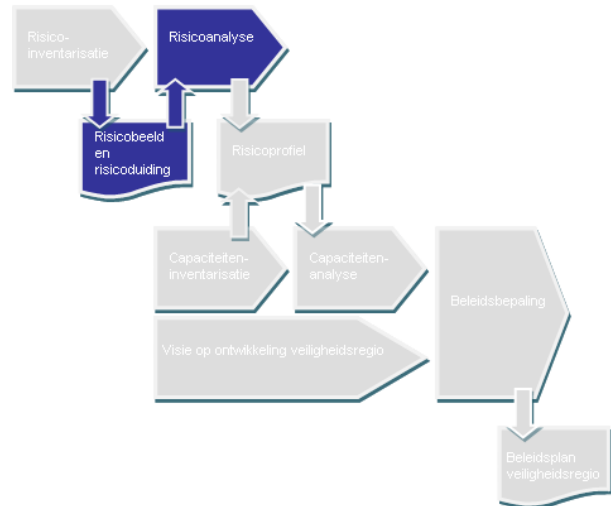 Risico-
inventarisatie
Risicoanalyse
Risicobeeld
en
risicoduiding
Risicoprofiel
Capaciteiten-
inventarisatie
Capaciteiten-
analyse
Beleidsbepaling
Visie op ontwikkeling veiligheidsregio
Beleidsplan
veiligheidsregio